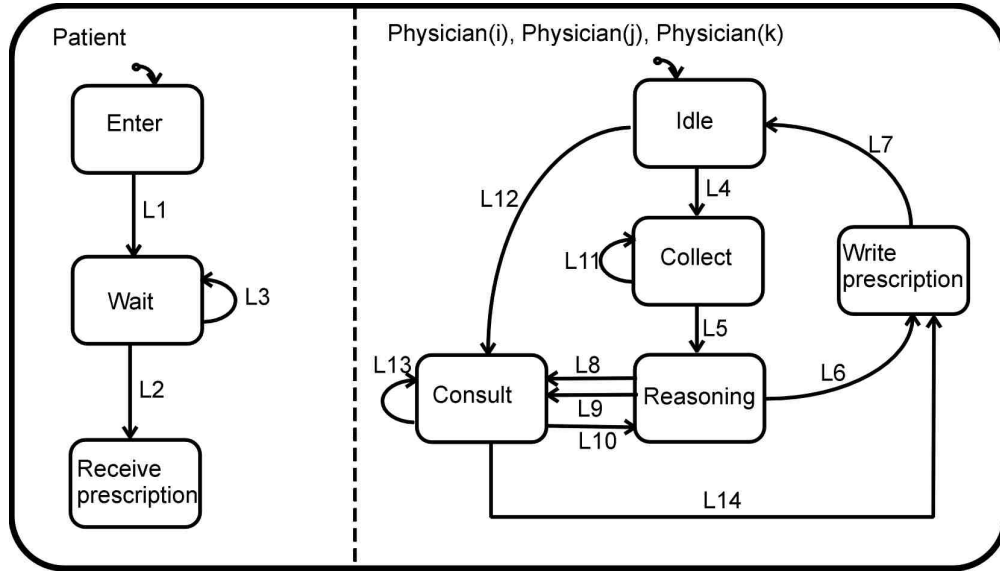 Patient
Enter
L1
Wait
L3
L2
Receive
prescription
Physician(i), Physician(j), Physician(k)
Idle
L7
L12
L4
L11
Collect
Write
prescription
L5
L13
L8
L6
Consult
Reasoning
L9
L10
L14